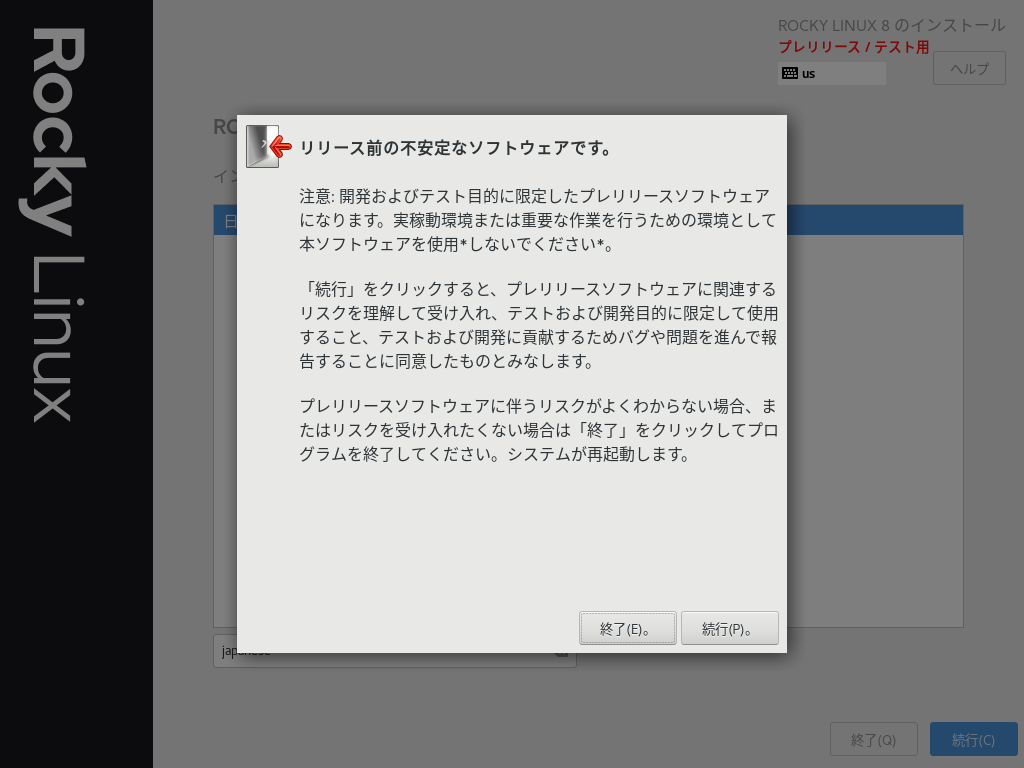 Rocky Linux
ROCKY LINUX 8 のインストール
プレリリース / テスト用
us
ヘルプ
リリース前の不安定なソフトウェアです。
注意: 開発およびテスト目的に限定したプレリリースソフトウェア
になります。実稼動環境または重要な作業を行うための環境として
本ソフトウェアを使用*しないでください*。
「続行」をクリックすると、プレリリースソフトウェアに関連する
リスクを理解して受け入れ、テストおよび開発目的に限定して使用
すること、テストおよび開発に貢献するためバグや問題を進んで報
告することに同意したものとみなします。
プレリリースソフトウェアに伴うリスクがよくわからない場合、ま
たはリスクを受け入れたくない場合は「終了」をクリックしてプロ
グラムを終了してください。システムが再起動します。
終了(E)。
続行(P)。
japanese
終了(Q)
続行(C)